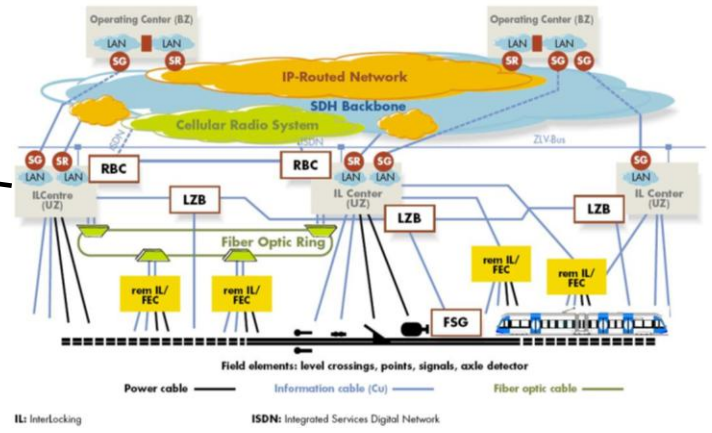 Operating Center (BZ)
Operating Center (BZ)
LAN
LAN
LAN
LAN
SG
SR
SR
SG
SG
IP-Routed Network
SDH Backbone
Cellular Radio System
ISDN
ISDN
ZLV-Bus
SG
SR
SR
SG
SG
RBC
RBC
LAN
LAN
LAN
LAN
LAN
ILCentre
(UZ)
IL Center
(UZ)
IL Center
(UZ)
LZB
LZB
LZB
Fiber Optic Ring
rem IL/
FEC
rem IL/
FEC
rem IL/
FEC
rem IL/
FEC
FSG
Field elements: level crossings, points, signals, axle detector
Power cable
Information cable (Cu)
Fiber optic cable
IL: InterLocking
ISDN: Integrated Services Digital Network